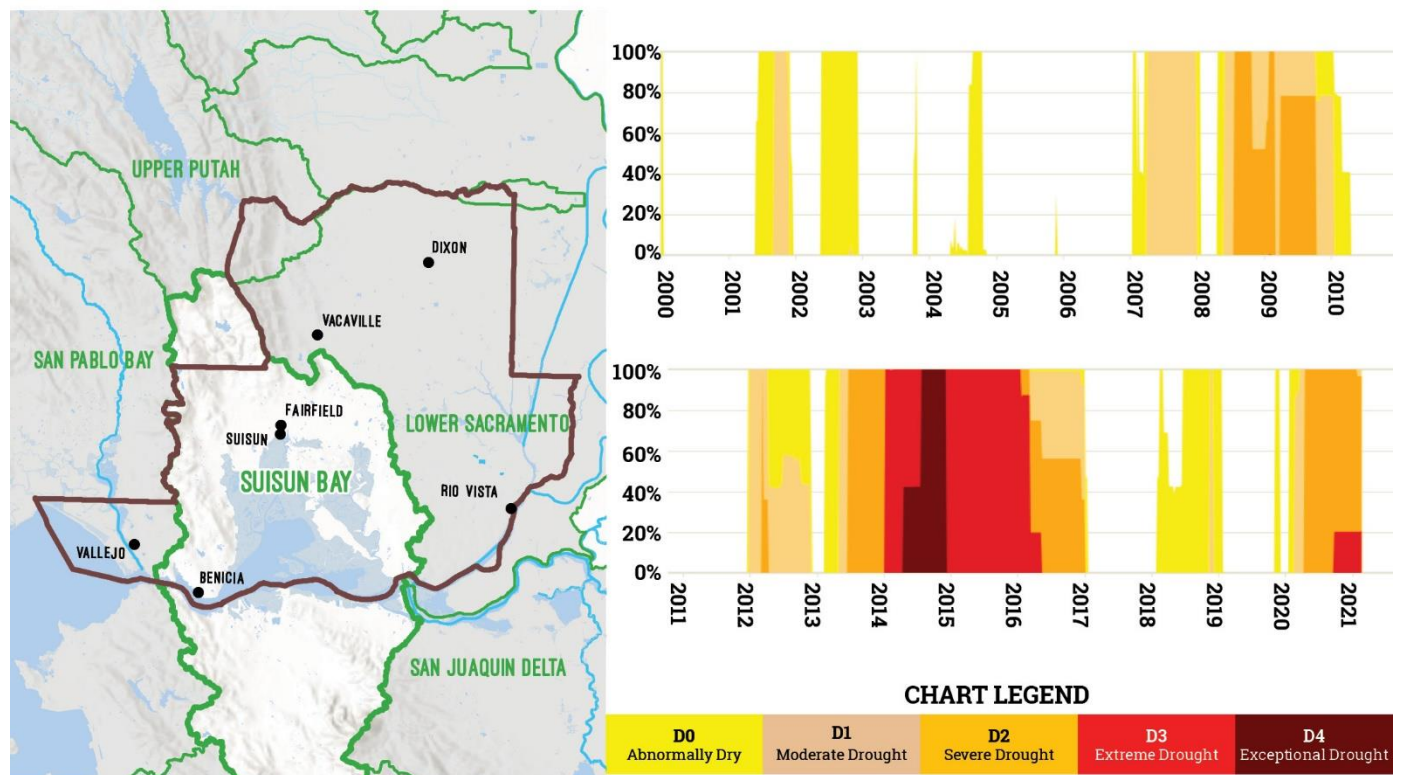 UPPER PUTAH
DIXON
VACAVILLE
SAN PABLO BAY
FAIRFIELD
SUISUN
LOWER SACRAMENTO
SUISUN BAY
RIO VISTA
VALLEJO
BENICIA
SAN JUAQUIN DELTA
100%
80%
60%
40%
20%
0%
2000
2001
2002
2003
2004
2005
2006
2007
2008
2009
2010
100%
80%
60%
40%
20%
0%
2011
2012
2013
2014
2015
2016
2017
2018
2019
2020
2021
CHART LEGEND
D0
Abnormally Dry
D1
Moderate Drought
D2
Severe Drought
D3
Extreme Drought
D4
Exceptional Drought